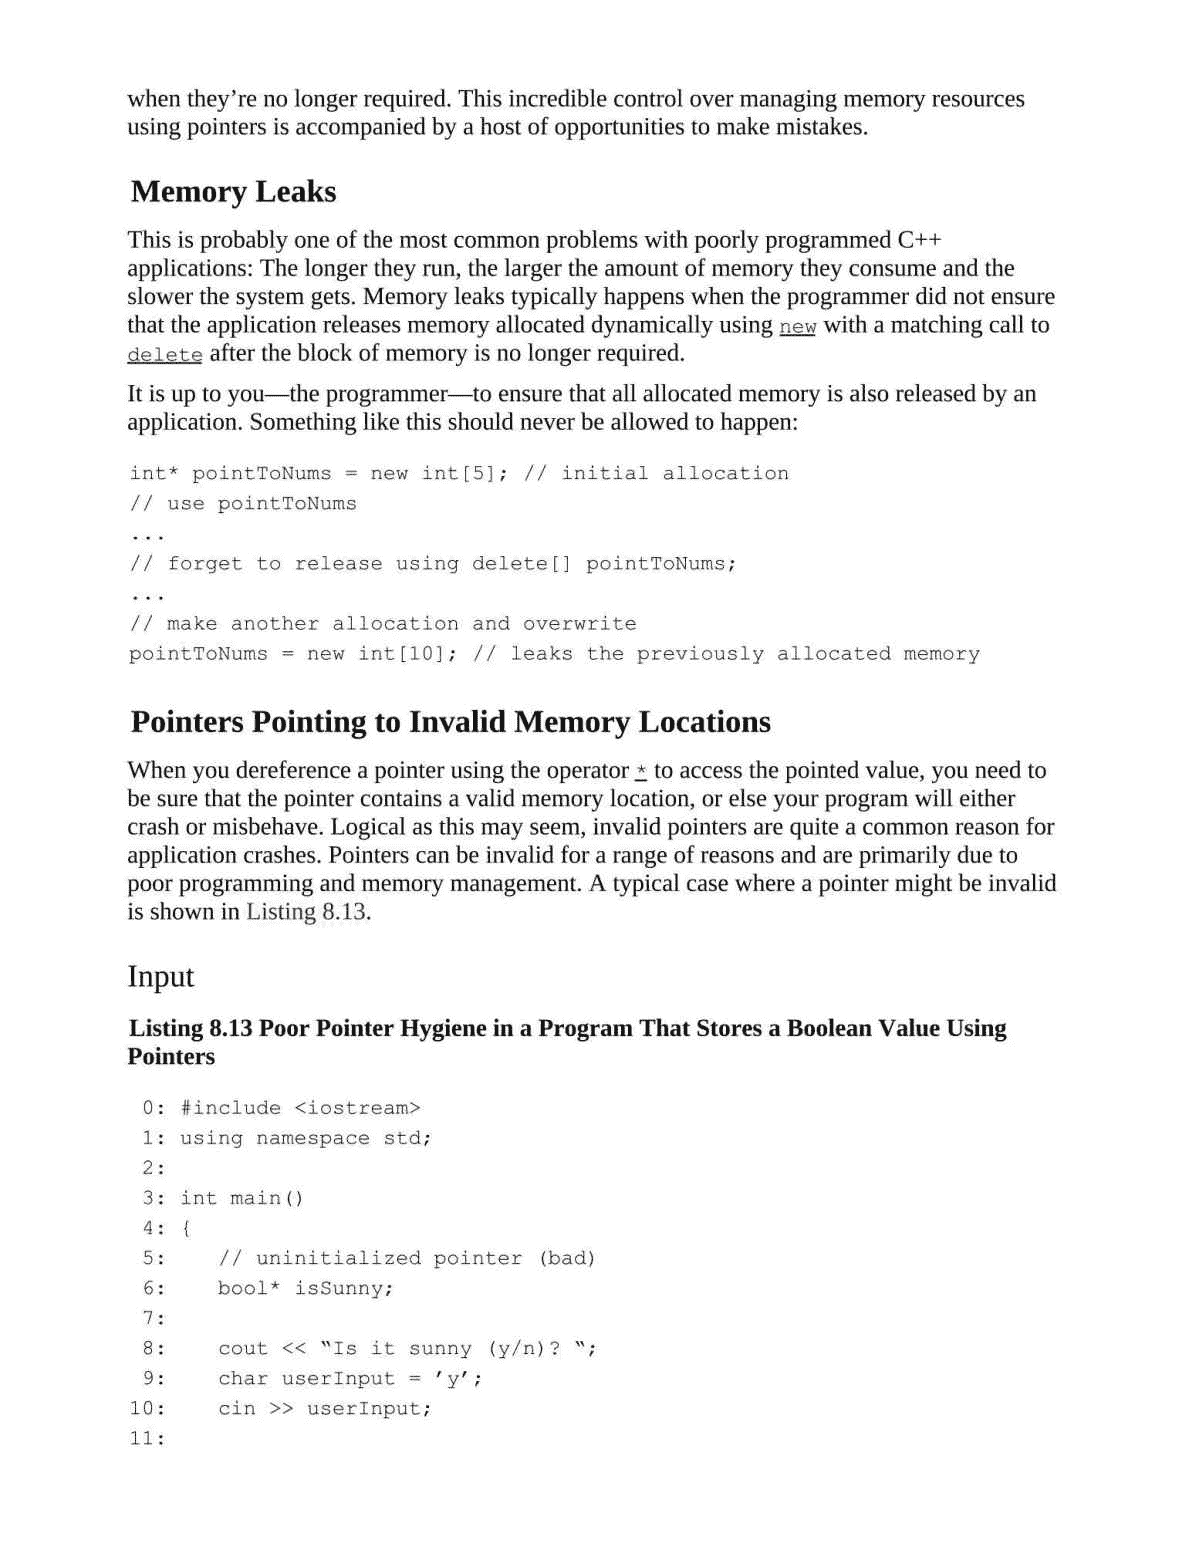 when they’re no longer required. This incredible control over managing memory resources
using pointers is accompanied by a host of opportunities to make mistakes.
Memory Leaks
This is probably one of the most common problems with poorly programmed C++
applications: The longer they run, the larger the amount of memory they consume and the
slower the system gets. Memory leaks typically happens when the programmer did not ensure
that the application releases memory allocated dynamically using new with a matching call to
delete after the block of memory is no longer required.
It is up to you—the programmer—to ensure that all allocated memory is also released by an
application. Something like this should never be allowed to happen:
int* pointToNums = new int[5]; // initial allocation
// use pointToNums
...
// forget to release using delete[] pointToNums;
...
// make another allocation and overwrite
pointToNums = new int[10]; // leaks the previously allocated memory
Pointers Pointing to Invalid Memory Locations
When you dereference a pointer using the operator * to access the pointed value, you need to
be sure that the pointer contains a valid memory location, or else your program will either
crash or misbehave. Logical as this may seem, invalid pointers are quite a common reason for
application crashes. Pointers can be invalid for a range of reasons and are primarily due to
poor programming and memory management. A typical case where a pointer might be invalid
is shown in Listing 8.13.
Input
Listing 8.13 Poor Pointer Hygiene in a Program That Stores a Boolean Value Using
Pointers
0: #include <iostream>
1: using namespace std;
2:
3: int main()
4: {
5:    // uninitialized pointer (bad)
6:    bool* isSunny;
7:
8:    cout << “Is it sunny (y/n)? “;
9:    char userInput = ’y’;
10:    cin >> userInput;
11: